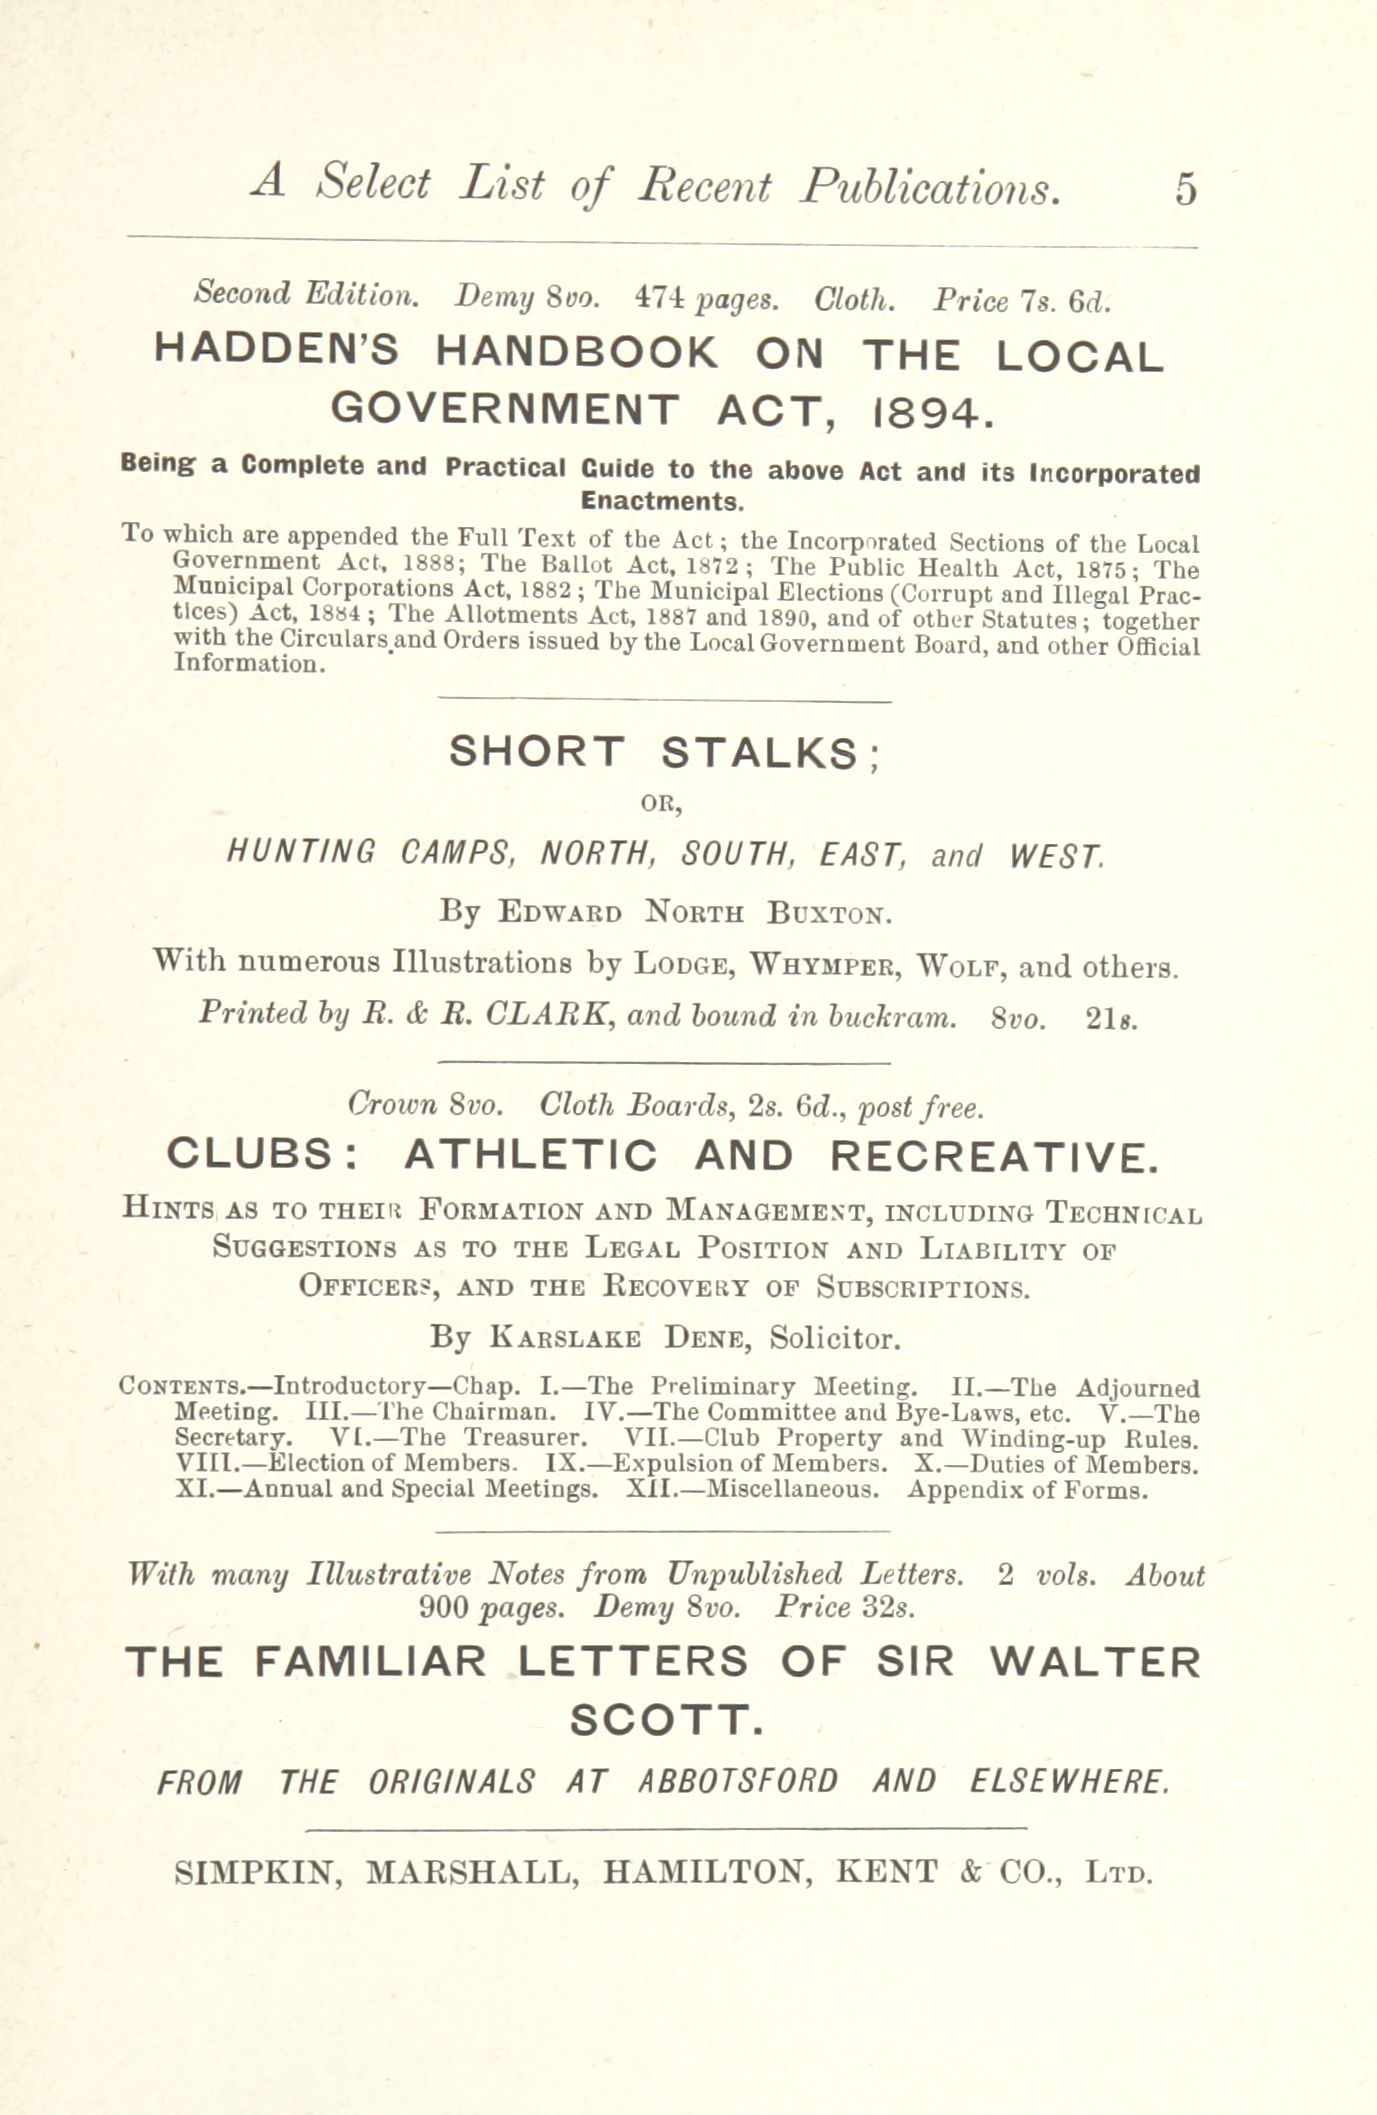 A Select List of Recent Publications. 5
Second Edition. Demy 8vo. 474 pages. Cloth. Price 7s. 6d.
HADDEN'S HANDBOOK ON THE LOCAL
GOVERNMENT ACT, 1894.
Being a Complete and Practical Guide to the above Act and its Incorporated
Enactments.
To which are appended the Full Text of the Act; the Incorporated Sections of the Local
Government Act, 1888; The Ballot Act, 1872; The Public Health Act, 1875; The
Municipal Corporations Act, 1882; The Municipal Elections (Corrupt and Illegal Prac-
tices) Act, 1884; The Allotments Act, 1887 and 1890, and of other Statutes; together
with the Circulars and Orders issued by the Local Government Board, and other Official
Information.
SHORT STALKS;
OR,
HUNTING CAMPS, NORTH, SOUTH, EAST, and WEST.
By EDWARD NORTH BUXTON.
With numerous Illustrations by LODGE, WHYMPER, WOLF, and others.
Printed by R. & R. CLARK, and bound in buckram. 8vo. 21s.
Crown 8vo. Cloth Boards, 2s. 6d., post free.
CLUBS: ATHLETIC AND RECREATIVE.
HINTS AS TO THEIR FORMATION AND MANAGEMENT, INCLUDING TECHNICAL
SUGGESTIONS AS TO THE LEGAL POSITION AND LIABILITY OF
OFFICERS, AND THE RECOVERY OF SUBSCRIPTIONS.
By KARSLAKE DENE, Solicitor.
CONTENTS.—Introductory—Chap. I.—The Preliminary Meeting. II.—The Adjourned
Meeting. III.—The Chairman. IV.—The Committee and Bye-Laws, etc. V.—The
Secretary. VI.—The Treasurer. VII.—Club Property and Winding-up Rules.
VIII.—Election of Members. IX.—Expulsion of Members. X.—Duties of Members.
XI.—Annual and Special Meetings. XII.—Miscellaneous. Appendix of Forms.
With many Illustrative Notes from Unpublished Letters. 2 vols. About
900 pages. Demy 8vo. Price 32s.
THE FAMILIAR LETTERS OF SIR WALTER
SCOTT.
FROM THE ORIGINALS AT ABBOTSFORD AND ELSEWHERE.
SIMPKIN, MARSHALL, HAMILTON, KENT & CO., LTD.